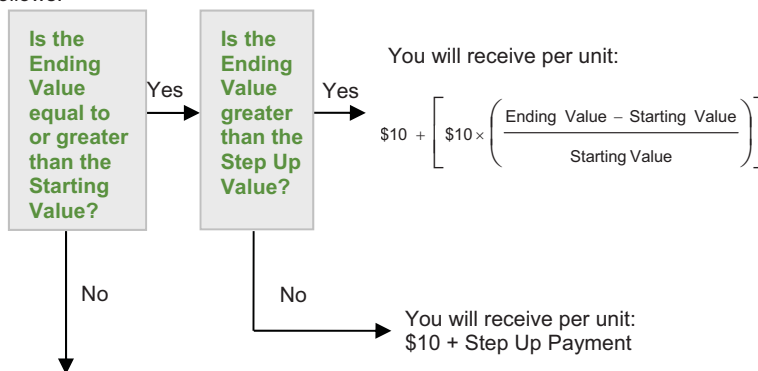 Is the
Ending
Value
equal to
or greater
than the
Starting
Value?
Yes
Is the
Ending
Value
greater
than the
Step Up
Value?
Yes
You will receive per unit:
$10 + [ $10 × ( Ending Value – Starting Value / Starting Value ) ]
No
No
You will receive per unit:
$10 + Step Up Payment